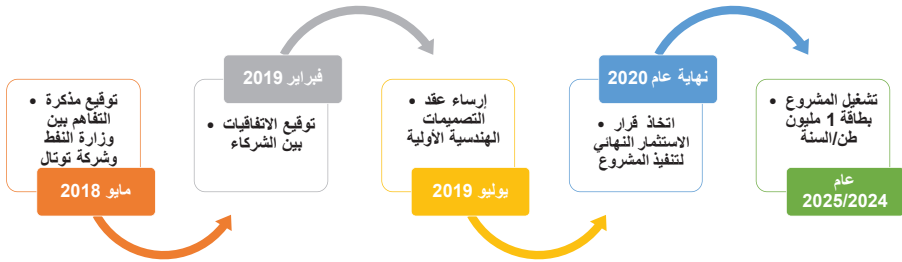 • توقيع مذكرة
التفاهم بين
وزارة النفط
وشركة توتال
مايو 2018
فبراير 2019
• توقيع الاتفاقيات
بين الشركاء
• إرساء عقد
التصميمات
الهندسية الأولية
يوليو 2019
نهاية عام 2020
• اتخاذ قرار
الاستثمار النهائي
لتنفيذ المشروع
• تشغيل المشروع
بطاقة 1 مليون
طن/السنة
عام
2025/2024